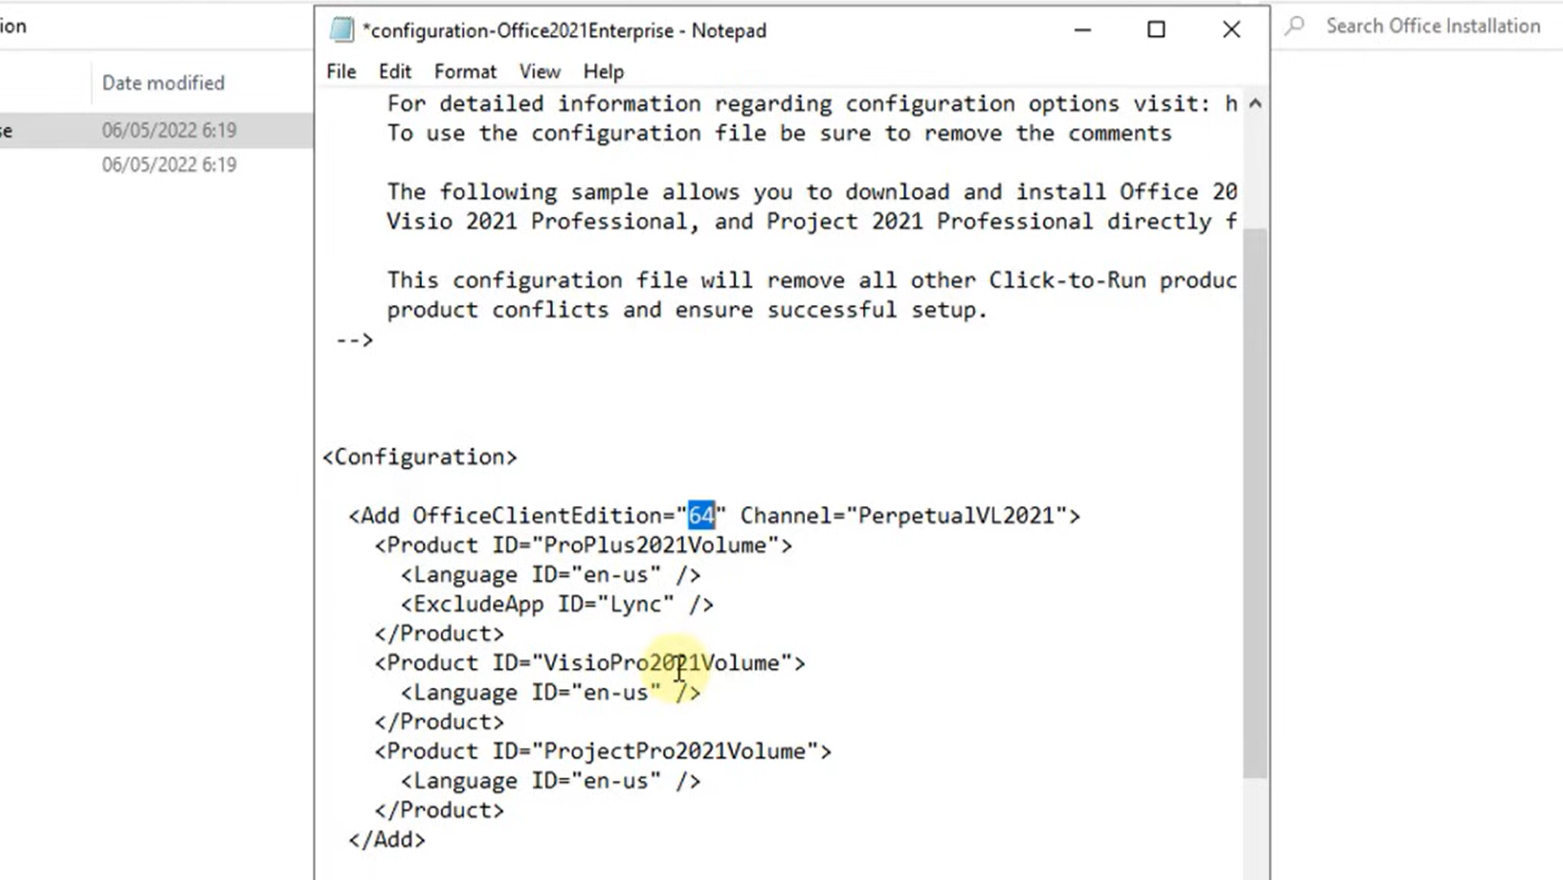 ion
*configuration-Office2021Enterprise - Notepad
Search Office Installation
File Edit Format View Help
Date modified
se 06/05/2022 6:19
06/05/2022 6:19
For detailed information regarding configuration options visit: h
To use the configuration file be sure to remove the comments
The following sample allows you to download and install Office 20
Visio 2021 Professional, and Project 2021 Professional directly f
This configuration file will remove all other Click-to-Run produc
product conflicts and ensure successful setup.
-->
<Configuration>
<Add OfficeClientEdition="64" Channel="PerpetualVL2021">
<Product ID="ProPlus2021Volume">
<Language ID="en-us" />
<ExcludeApp ID="Lync" />
</Product>
<Product ID="VisioPro2021Volume">
<Language ID="en-us" />
</Product>
<Product ID="ProjectPro2021Volume">
<Language ID="en-us" />
</Product>
</Add>